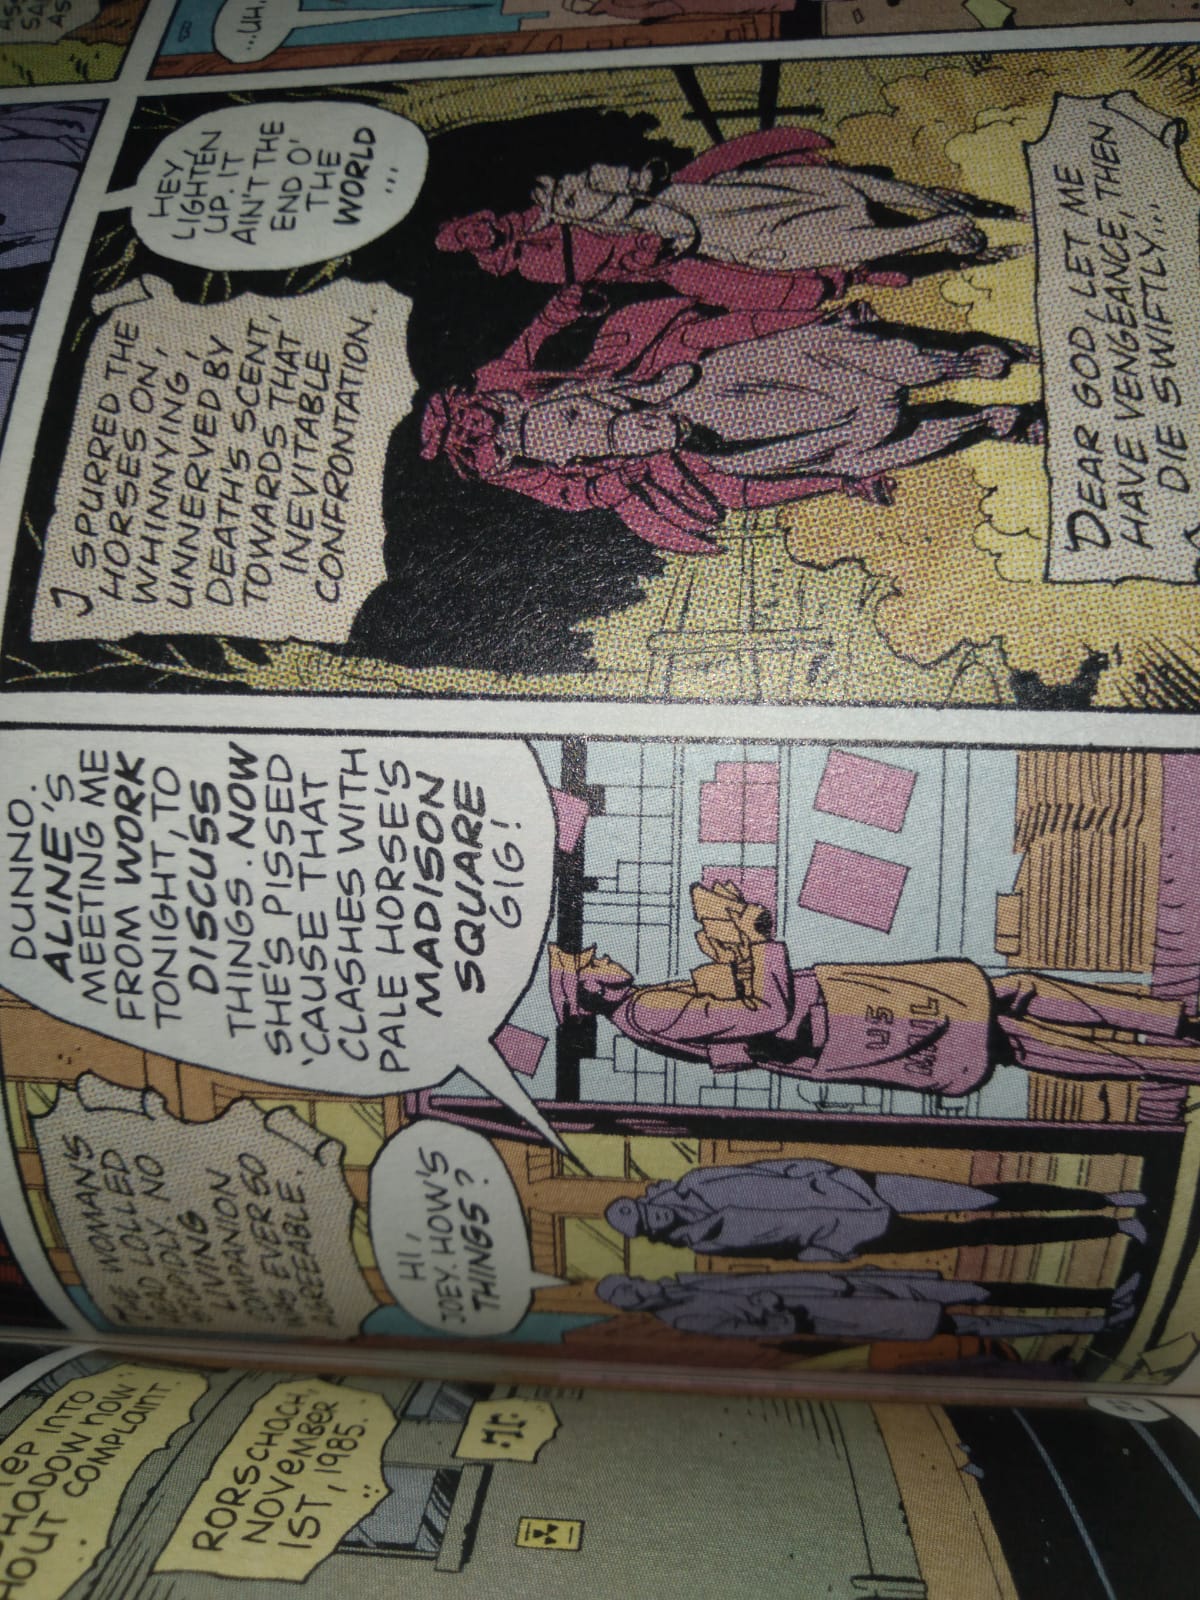 STEP INTO
SHADOW NOW
HOUT COMPLAINT.
RORSCHACH,
NOVEMBER
1ST, 1985.
THE WOMAN'S
HEAD LOLLED
STUPIDLY. NO
LIVING
COMPANION
WAS EVER SO
AGREEABLE.
HI,
JOEY. HOW'S
THINGS?
DUNNO.
ALINE'S
MEETING ME
FROM WORK
TONIGHT, TO
DISCUSS
THINGS. NOW
SHE'S PISSED
'CAUSE THAT
CLASHES WITH
PALE HORSE'S
MADISON
SQUARE
GIG!
US
MAIL
I SPURRED THE
HORSES ON,
WHINNYING,
UNNERVED BY
DEATH'S SCENT,
TOWARDS THAT
INEVITABLE
CONFRONTATION.
HEY,
LIGHTEN
UP. IT
AIN'T THE
END O'
THE
WORLD
...
DEAR GOD, LET ME
HAVE VENGEANCE, THEN
DIE SWIFTLY...
...UH.